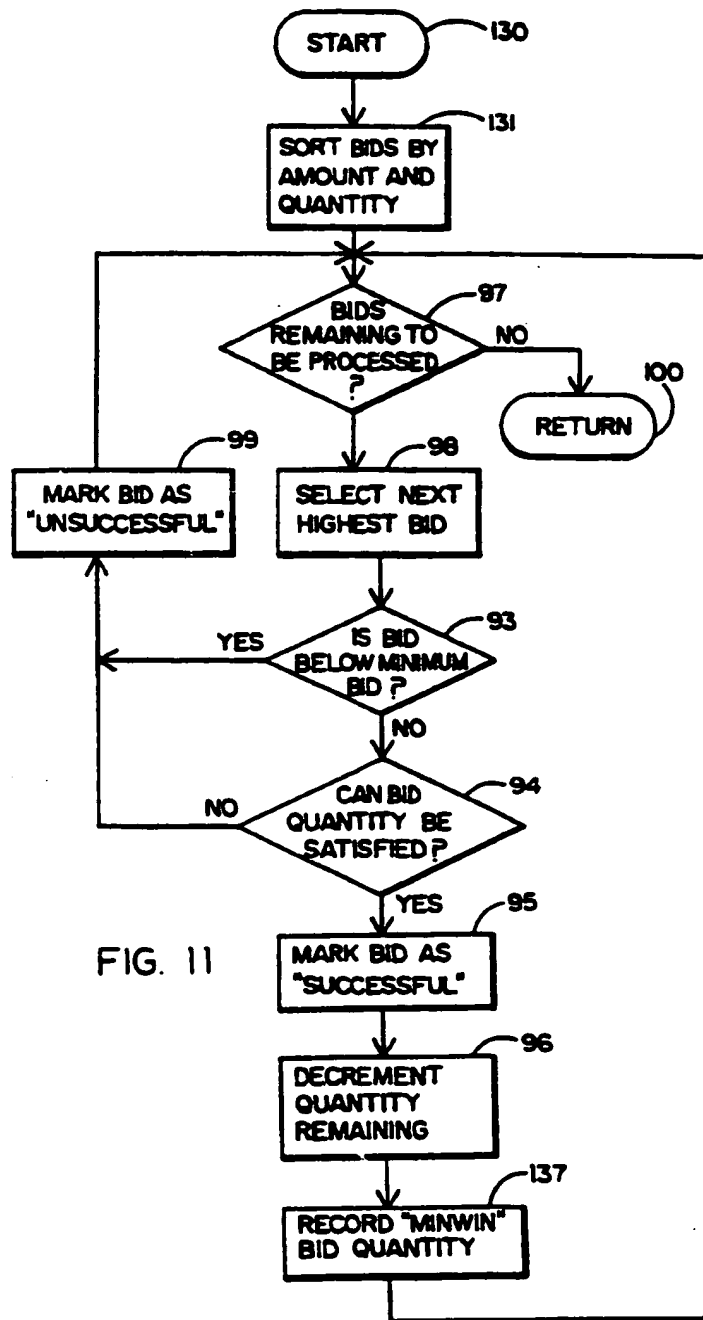 START
130
131
SORT BIDS BY
AMOUNT AND
QUANTITY
97
BIDS
REMAINING TO
BE PROCESSED
?
NO
100
RETURN
99
MARK BID AS
"UNSUCCESSFUL"
98
SELECT NEXT
HIGHEST BID
93
YES
IS BID
BELOW MINIMUM
BID ?
NO
94
NO
CAN BID
QUANTITY BE
SATISFIED ?
YES
95
MARK BID AS
"SUCCESSFUL"
FIG. 11
96
DECREMENT
QUANTITY
REMAINING
137
RECORD "MINWIN"
BID QUANTITY